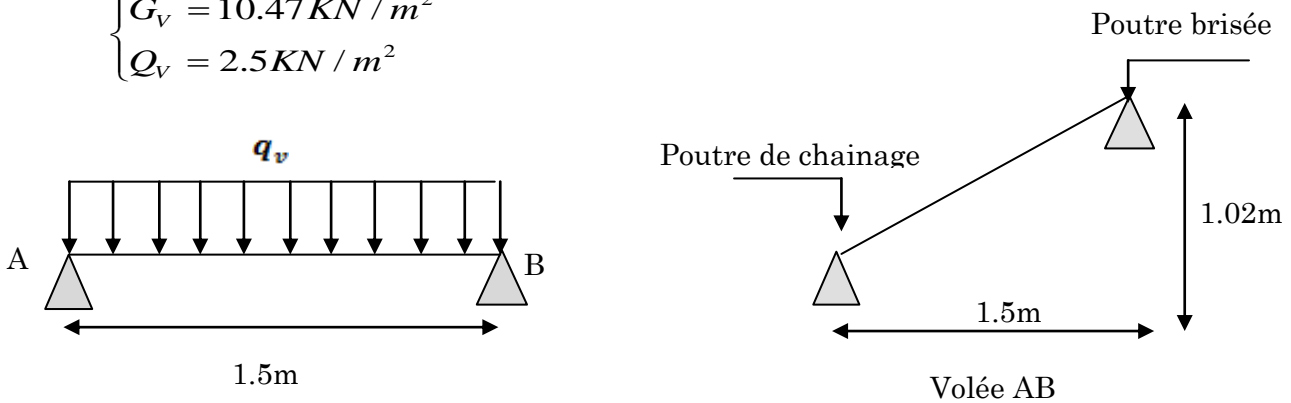 G_V = 10.47 KN / m²
Q_V = 2.5 KN / m²
Poutre brisée
q_v
Poutre de chainage
1.02m
A
B
1.5m
1.5m
Volée AB